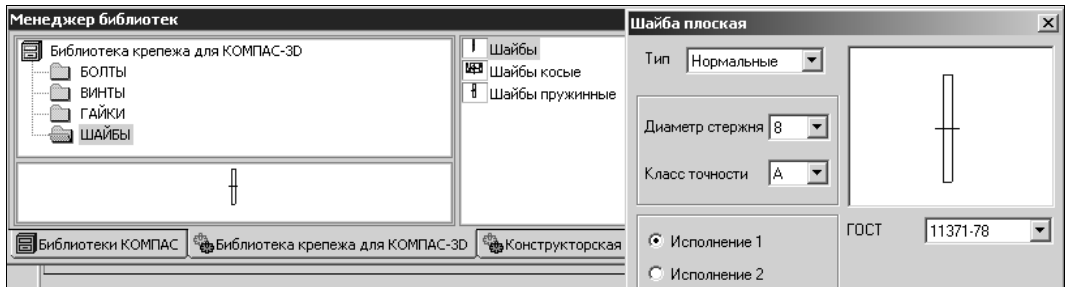 Менеджер библиотек
Библиотека крепежа для КОМПАС-3D
БОЛТЫ
ВИНТЫ
ГАЙКИ
ШАЙБЫ
Шайбы
Шайбы косые
Шайбы пружинные
Библиотеки КОМПАС
Библиотека крепежа для КОМПАС-3D
Конструкторская
Шайба плоская
Тип Нормальные
Диаметр стержня 8
Класс точности А
Исполнение 1
Исполнение 2
ГОСТ 11371-78